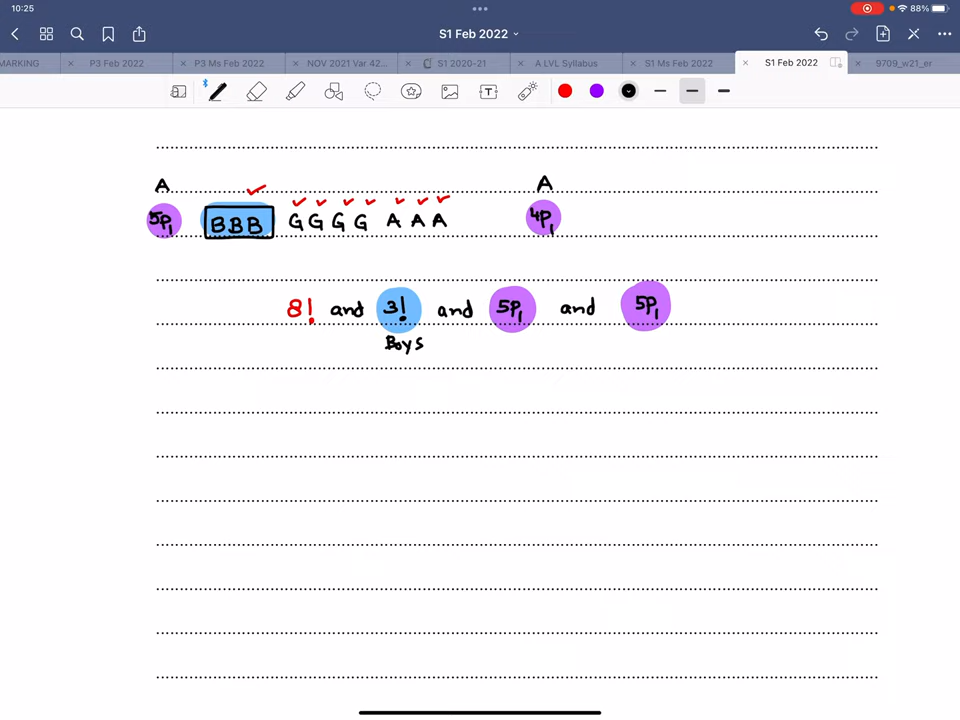 10:25
88%
S1 Feb 2022
MARKING
P3 Feb 2022
P3 Ms Feb 2022
NOV 2021 Var 42...
S1 2020-21
A LVL Syllabus
S1 Ms Feb 2022
S1 Feb 2022
9709_w21_er
A A
5P1 BBB G G G G A A A 4P1
8! and 3! and 5P1 and 5P1
Boys